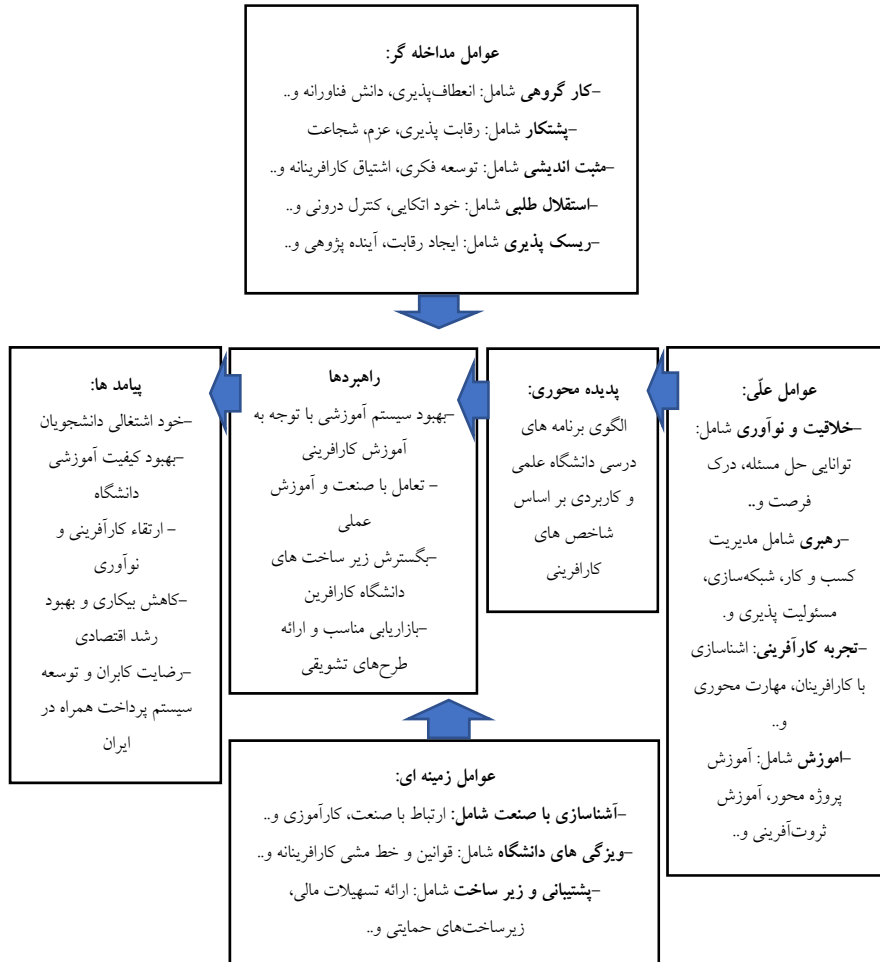 عوامل مداخله گر:
-کار گروهی شامل: انعطاف‌پذیری، دانش فناورانه و..
-پشتکار شامل: رقابت پذیری، عزم، شجاعت
-مثبت اندیشی شامل: توسعه فکری، اشتیاق کارافرینانه و..
-استقلال طلبی شامل: خود اتکایی، کنترل درونی و..
-ریسک پذیری شامل: ایجاد رقابت، آینده پژوهی و..
عوامل علّی:
-خلاقیت و نوآوری شامل:
توانایی حل مسئله، درک
فرصت و..
-رهبری شامل مدیریت
کسب و کار، شبکه‌سازی،
مسئولیت پذیری و.
-تجربه کارآفرینی: اشناسازی
با کارافرینان، مهارت محوری
و..
-اموزش شامل: آموزش
پروژه محور، آموزش
ثروت‌آفرینی و..
پدیده محوری:
الگوی برنامه های
درسی دانشگاه علمی
و کاربردی بر اساس
شاخص های
کارافرینی
راهبردها
-بهبود سیستم آموزشی با توجه به
آموزش کارافرینی
- تعامل با صنعت و آموزش
عملی
-بگسترش زیر ساخت های
دانشگاه کارافرین
-بازاریابی مناسب و ارائه
طرح‌های تشویقی
پیامد ها:
-خود اشتغالی دانشجویان
-بهبود کیفیت آموزشی
دانشگاه
- ارتقاء کارآفرینی و
نوآوری
-کاهش بیکاری و بهبود
رشد اقتصادی
-رضایت کابران و توسعه
سیستم پرداخت همراه در
ایران
عوامل زمینه ای:
-آشناسازی با صنعت شامل: ارتباط با صنعت، کارآموزی و..
-ویزگی های دانشگاه شامل: قوانین و خط مشی کارافرینانه و..
-پشتیبانی و زیر ساخت شامل: ارائه تسهیلات مالی،
زیرساخت‌های حمایتی و..